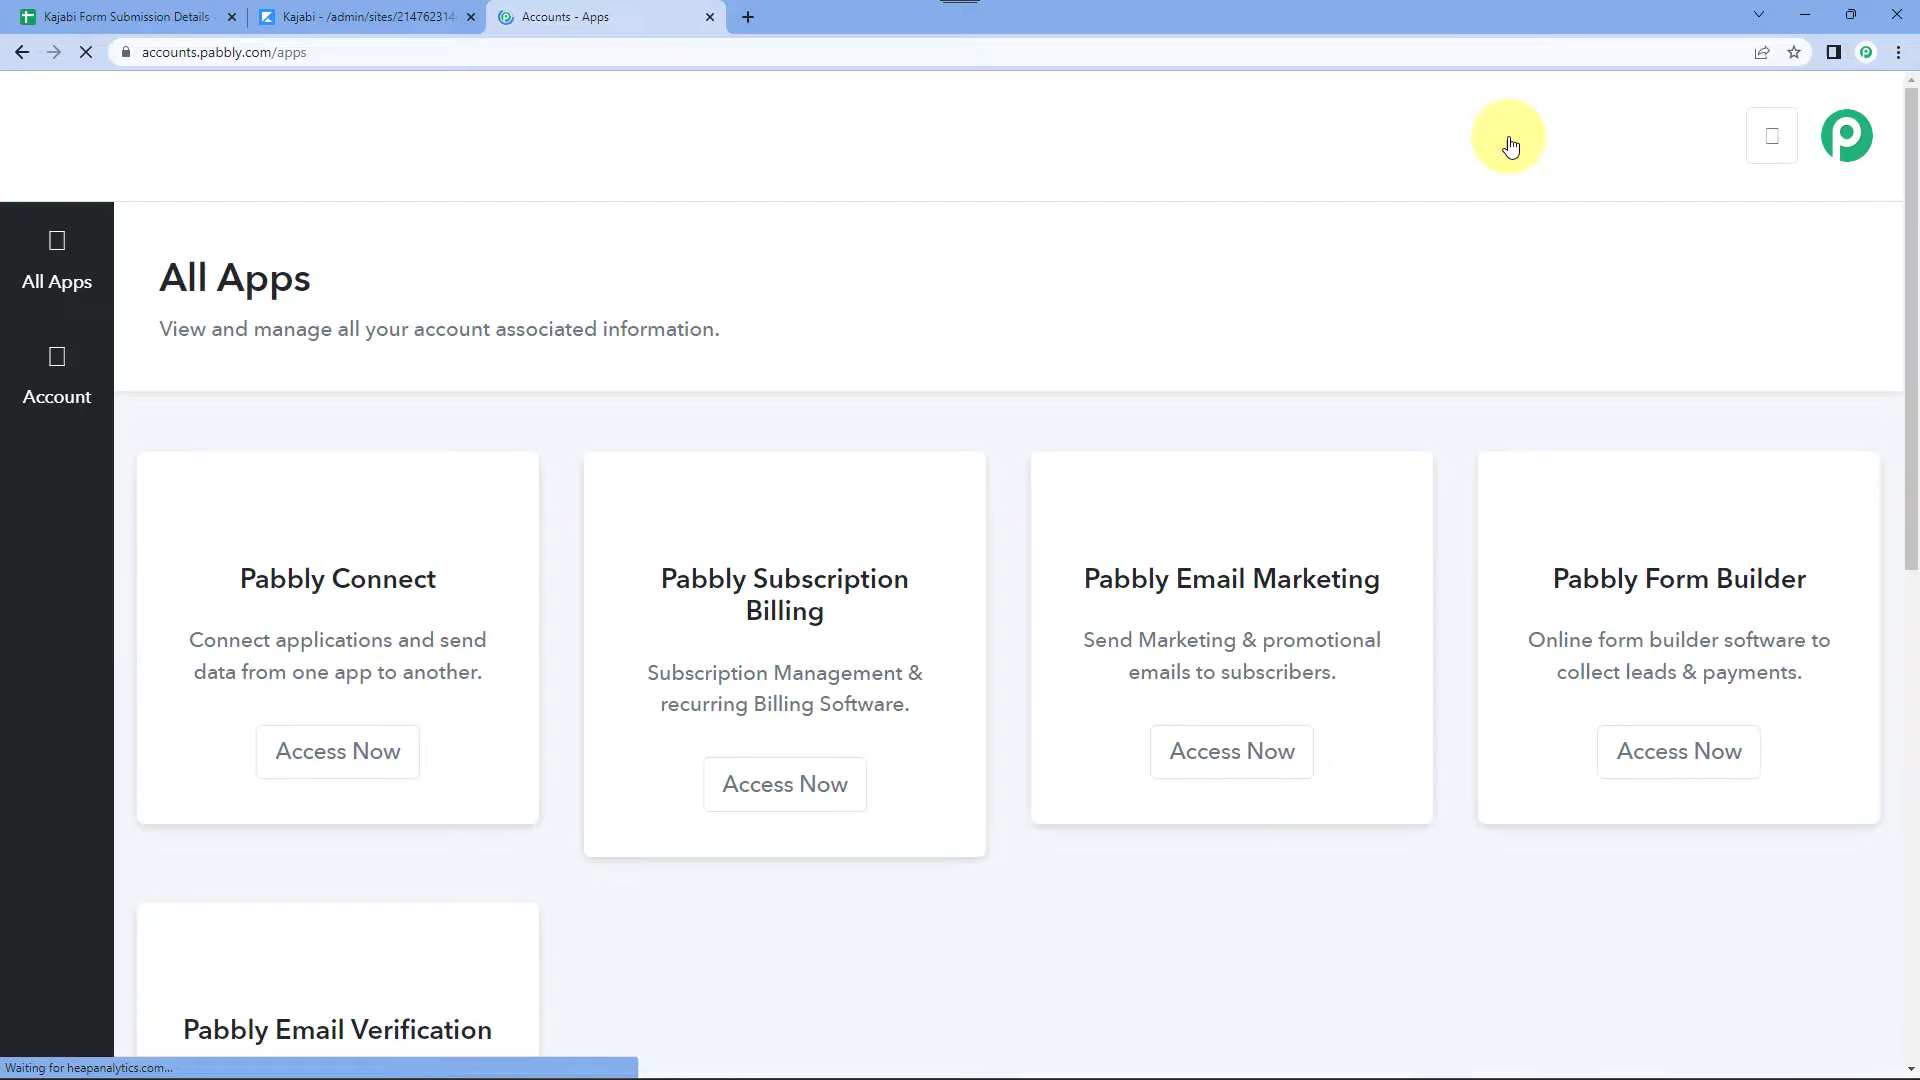 Kajabi Form Submission Details
Kajabi - /admin/sites/214762314
Accounts - Apps
accounts.pabbly.com/apps
All Apps
Account
All Apps
View and manage all your account associated information.
Pabbly Connect
Connect applications and send
data from one app to another.
Access Now
Pabbly Subscription
Billing
Subscription Management &
recurring Billing Software.
Access Now
Pabbly Email Marketing
Send Marketing & promotional
emails to subscribers.
Access Now
Pabbly Form Builder
Online form builder software to
collect leads & payments.
Access Now
Pabbly Email Verification
Waiting for heapanalytics.com...